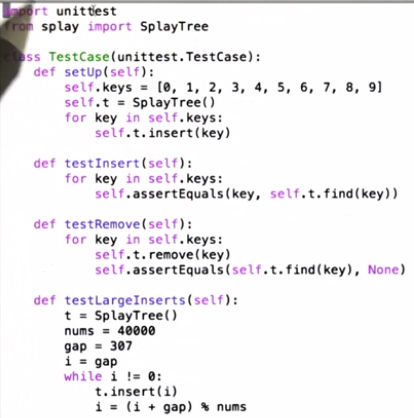 import unittest
from splay import SplayTree
class TestCase(unittest.TestCase):
    def setUp(self):
        self.keys = [0, 1, 2, 3, 4, 5, 6, 7, 8, 9]
        self.t = SplayTree()
        for key in self.keys:
            self.t.insert(key)
    def testInsert(self):
        for key in self.keys:
            self.assertEquals(key, self.t.find(key))
    def testRemove(self):
        for key in self.keys:
            self.t.remove(key)
            self.assertEquals(self.t.find(key), None)
    def testLargeInserts(self):
        t = SplayTree()
        nums = 40000
        gap = 307
        i = gap
        while i != 0:
            t.insert(i)
            i = (i + gap) % nums